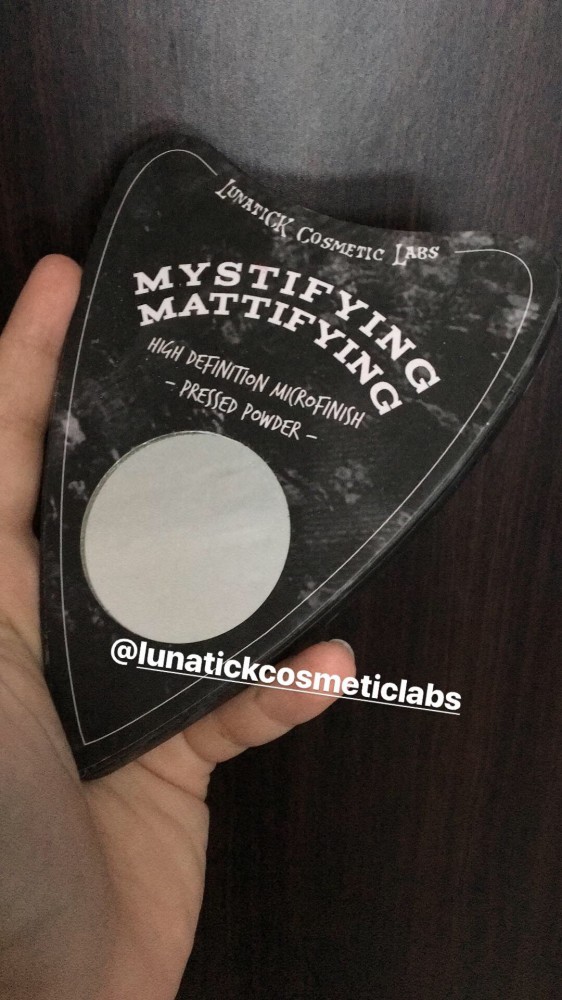 LunaticK Cosmetic Labs
MYSTIFYING
MATTIFYING
HIGH DEFINITION MICROFINISH
- PRESSED POWDER -
@lunatickcosmeticlabs